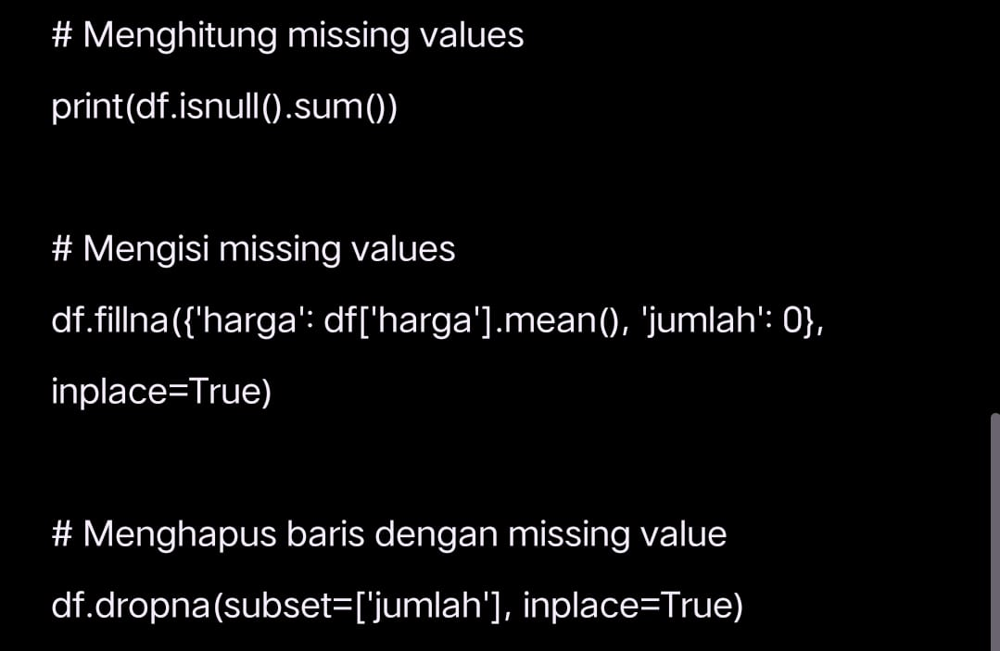 # Menghitung missing values
print(df.isnull().sum())
# Mengisi missing values
df.fillna({'harga': df['harga'].mean(), 'jumlah': 0},
inplace=True)
# Menghapus baris dengan missing value
df.dropna(subset=['jumlah'], inplace=True)